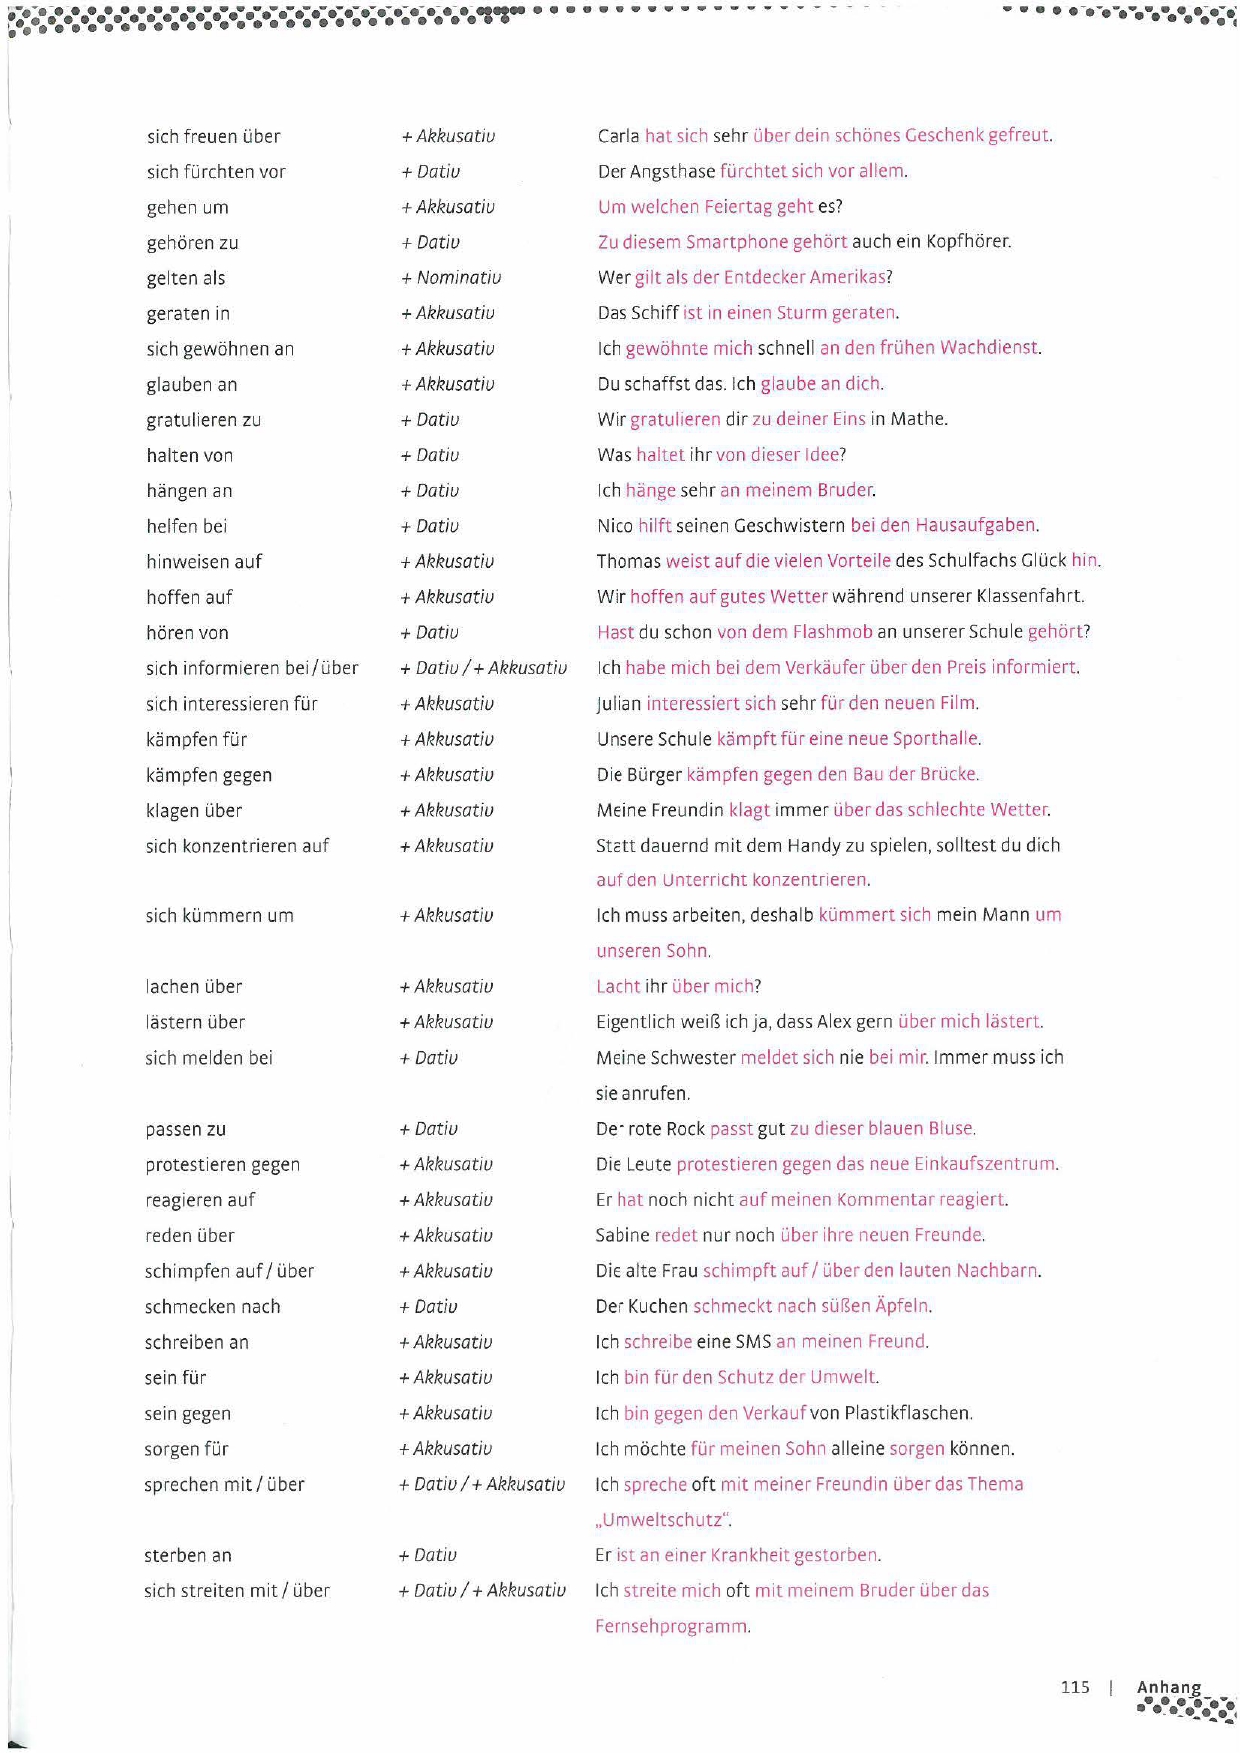 sich freuen über + Akkusativ Carla hat sich sehr über dein schönes Geschenk gefreut.
sich fürchten vor + Dativ Der Angsthase fürchtet sich vor allem.
gehen um + Akkusativ Um welchen Feiertag geht es?
gehören zu + Dativ Zu diesem Smartphone gehört auch ein Kopfhörer.
gelten als + Nominativ Wer gilt als der Entdecker Amerikas?
geraten in + Akkusativ Das Schiff ist in einen Sturm geraten.
sich gewöhnen an + Akkusativ Ich gewöhnte mich schnell an den frühen Wachdienst.
glauben an + Akkusativ Du schaffst das. Ich glaube an dich.
gratulieren zu + Dativ Wir gratulieren dir zu deiner Eins in Mathe.
halten von + Dativ Was haltet ihr von dieser Idee?
hängen an + Dativ Ich hänge sehr an meinem Bruder.
helfen bei + Dativ Nico hilft seinen Geschwistern bei den Hausaufgaben.
hinweisen auf + Akkusativ Thomas weist auf die vielen Vorteile des Schulfachs Glück hin.
hoffen auf + Akkusativ Wir hoffen auf gutes Wetter während unserer Klassenfahrt.
hören von + Dativ Hast du schon von dem Flashmob an unserer Schule gehört?
sich informieren bei / über + Dativ / + Akkusativ Ich habe mich bei dem Verkäufer über den Preis informiert.
sich interessieren für + Akkusativ Julian interessiert sich sehr für den neuen Film.
kämpfen für + Akkusativ Unsere Schule kämpft für eine neue Sporthalle.
kämpfen gegen + Akkusativ Die Bürger kämpfen gegen den Bau der Brücke.
klagen über + Akkusativ Meine Freundin klagt immer über das schlechte Wetter.
sich konzentrieren auf + Akkusativ Statt dauernd mit dem Handy zu spielen, solltest du dich
auf den Unterricht konzentrieren.
sich kümmern um + Akkusativ Ich muss arbeiten, deshalb kümmert sich mein Mann um
unseren Sohn.
lachen über + Akkusativ Lacht ihr über mich?
lästern über + Akkusativ Eigentlich weiß ich ja, dass Alex gern über mich lästert.
sich melden bei + Dativ Meine Schwester meldet sich nie bei mir. Immer muss ich
sie anrufen.
passen zu + Dativ Der rote Rock passt gut zu dieser blauen Bluse.
protestieren gegen + Akkusativ Die Leute protestieren gegen das neue Einkaufszentrum.
reagieren auf + Akkusativ Er hat noch nicht auf meinen Kommentar reagiert.
reden über + Akkusativ Sabine redet nur noch über ihre neuen Freunde.
schimpfen auf / über + Akkusativ Die alte Frau schimpft auf / über den lauten Nachbarn.
schmecken nach + Dativ Der Kuchen schmeckt nach süßen Äpfeln.
schreiben an + Akkusativ Ich schreibe eine SMS an meinen Freund.
sein für + Akkusativ Ich bin für den Schutz der Umwelt.
sein gegen + Akkusativ Ich bin gegen den Verkauf von Plastikflaschen.
sorgen für + Akkusativ Ich möchte für meinen Sohn alleine sorgen können.
sprechen mit / über + Dativ / + Akkusativ Ich spreche oft mit meiner Freundin über das Thema
„Umweltschutz“.
sterben an + Dativ Er ist an einer Krankheit gestorben.
sich streiten mit / über + Dativ / + Akkusativ Ich streite mich oft mit meinem Bruder über das
Fernsehprogramm.
115 | Anhang